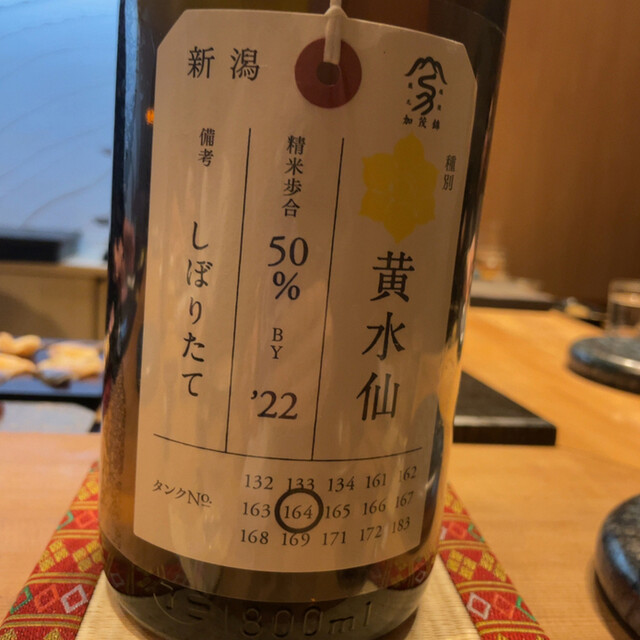 新潟
加茂錦
種別
黄水仙
精米歩合
50%
BY
'22
備考
しぼりたて
タンクNo.
132 133 134 161 162
163 164 165 166 167
168 169 171 172 183
1800ml